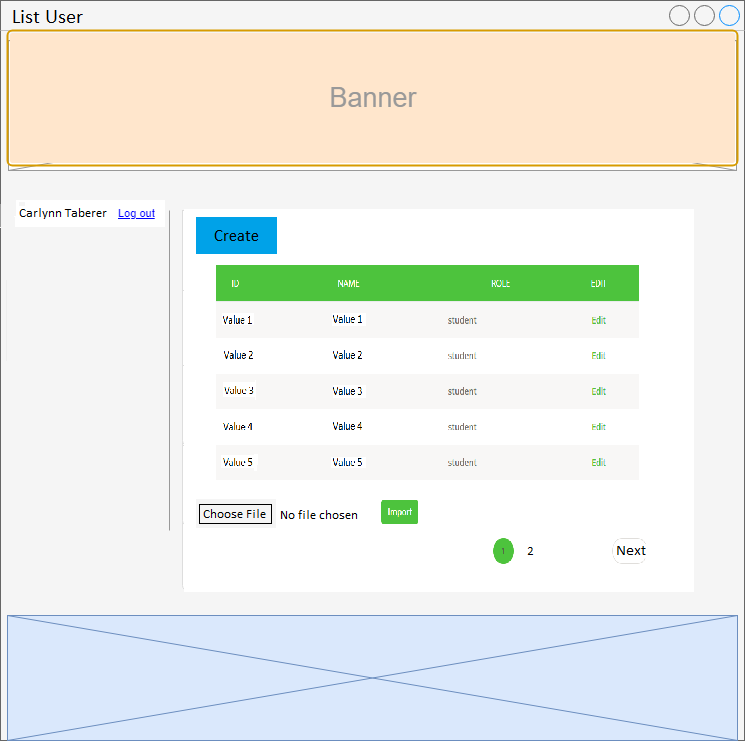 List User
Banner
Carlynn Taberer Log out
Create
ID NAME ROLE EDIT
Value 1 Value 1 student Edit
Value 2 Value 2 student Edit
Value 3 Value 3 student Edit
Value 4 Value 4 student Edit
Value 5 Value 5 student Edit
Choose File No file chosen Import
1 2 Next